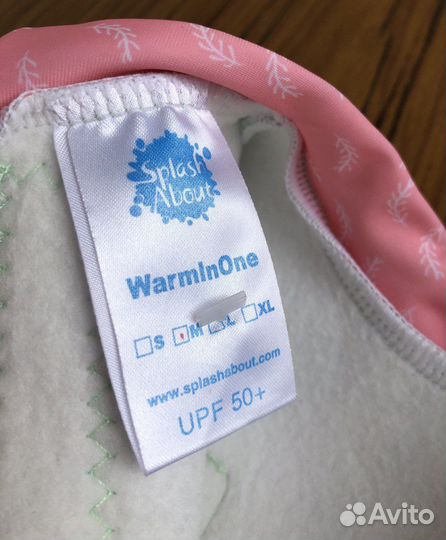 Splash
About
WarmInOne
S M L XL
www.splashabout.com
UPF 50+
Avito